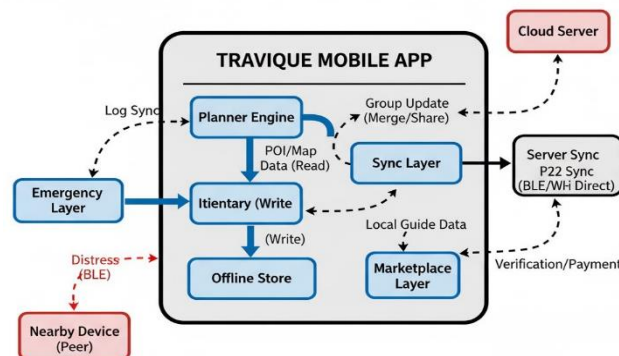 Cloud Server
TRAVIQUE MOBILE APP
Log Sync
Planner Engine
Group Update
(Merge/Share)
POI/Map
Data (Read)
Sync Layer
Server Sync
P22 Sync
(BLE/WHi Direct)
Emergency
Layer
Itientary (Write
(Write)
Local Guide Data
Distress
(BLE)
Offline Store
Marketplace
Layer
Verification/Payment
Nearby Device
(Peer)